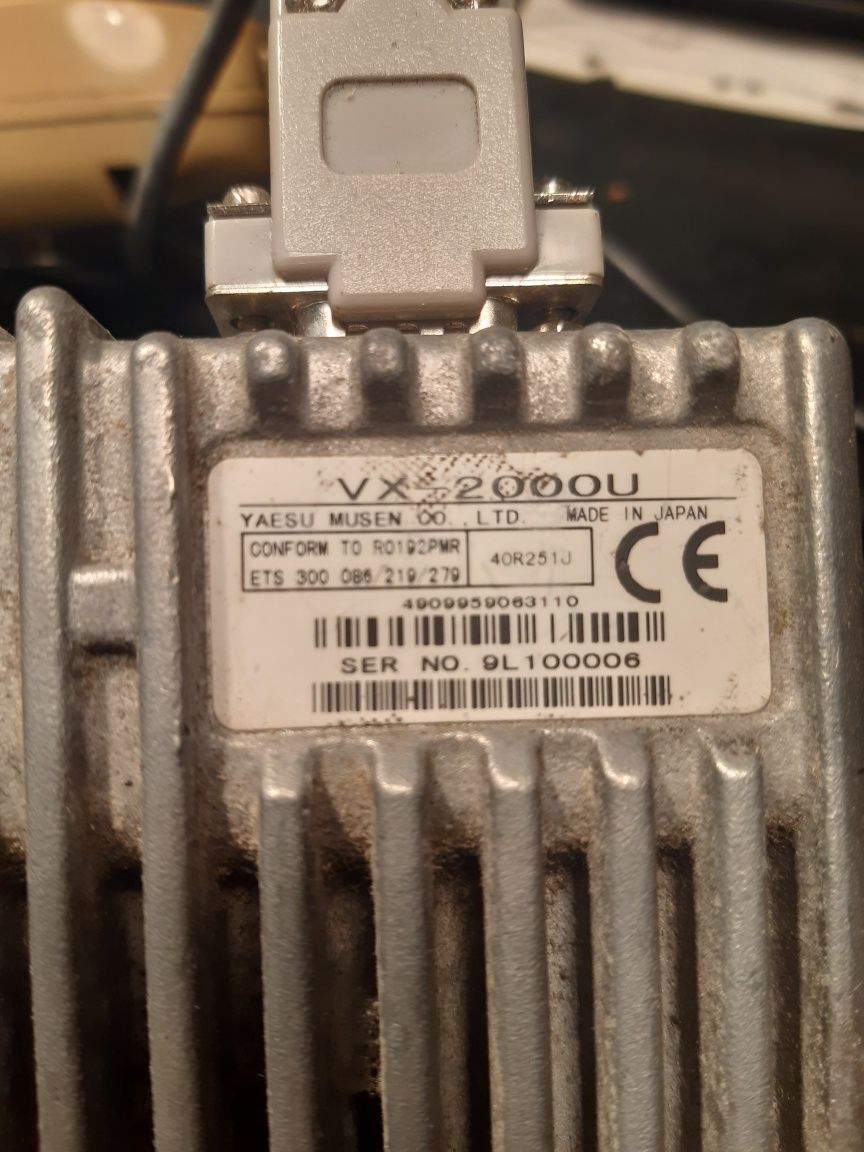 VX-2000U
YAESU MUSEN CO.,LTD. MADE IN JAPAN
CONFORM TO R0192PMR
ETS 300 086/219/279
40R251J
CE
4909959063110
SER NO. 9L100006